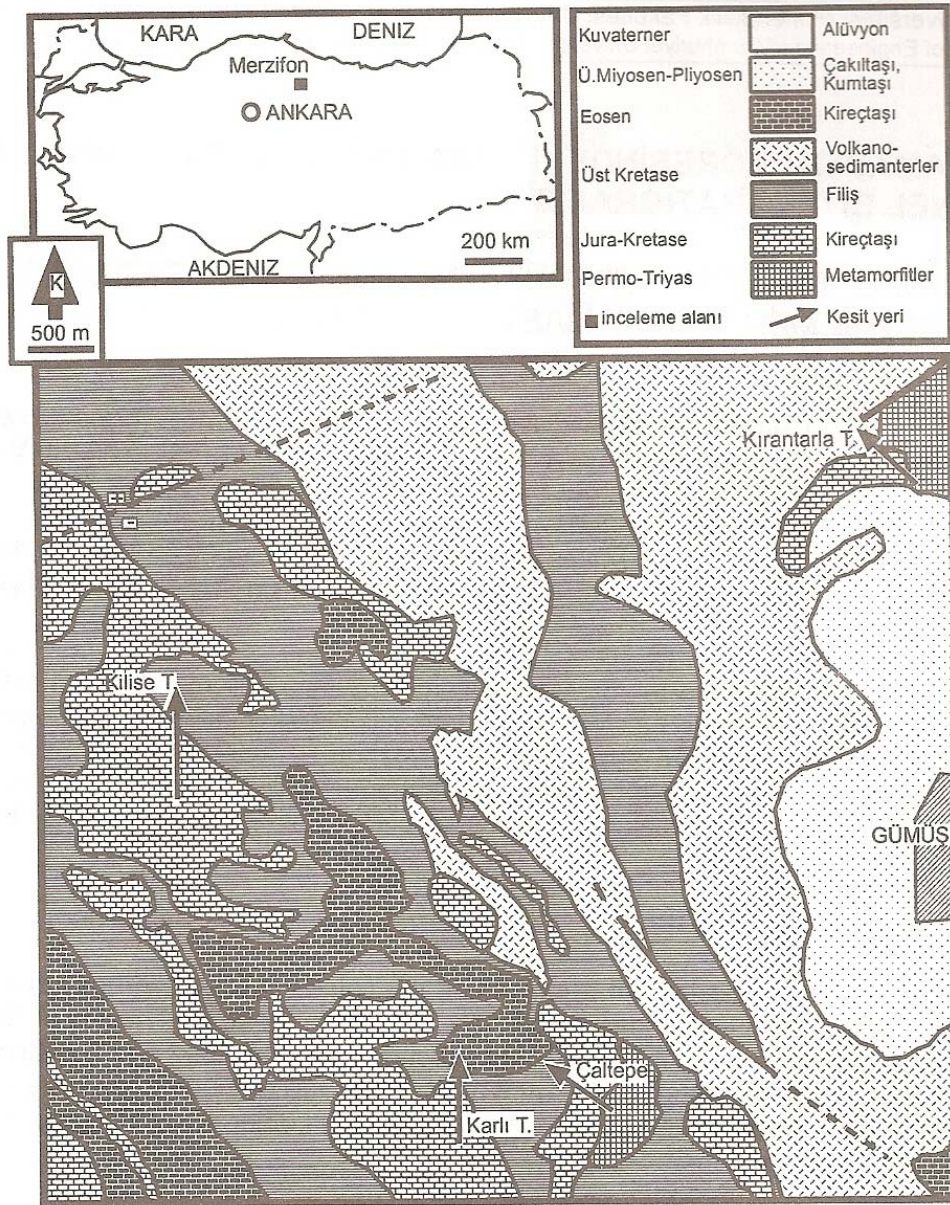 KARA DENIZ
Merzifon
ANKARA
200 km
AKDENIZ
K
500 m
Kuvaterner Alüvyon
Ü.Miyosen-Pliyosen Çakıltaşı,
Kumtaşı
Eosen Kireçtaşı
Üst Kretase Volkano-
sedimanterler
Filiş
Jura-Kretase Kireçtaşı
Permo-Triyas Metamorfitler
inceleme alanı Kesit yeri
Kırantarla T.
+
-
Kilise T.
GÜMÜŞ
Çaltepe
Karlı T.